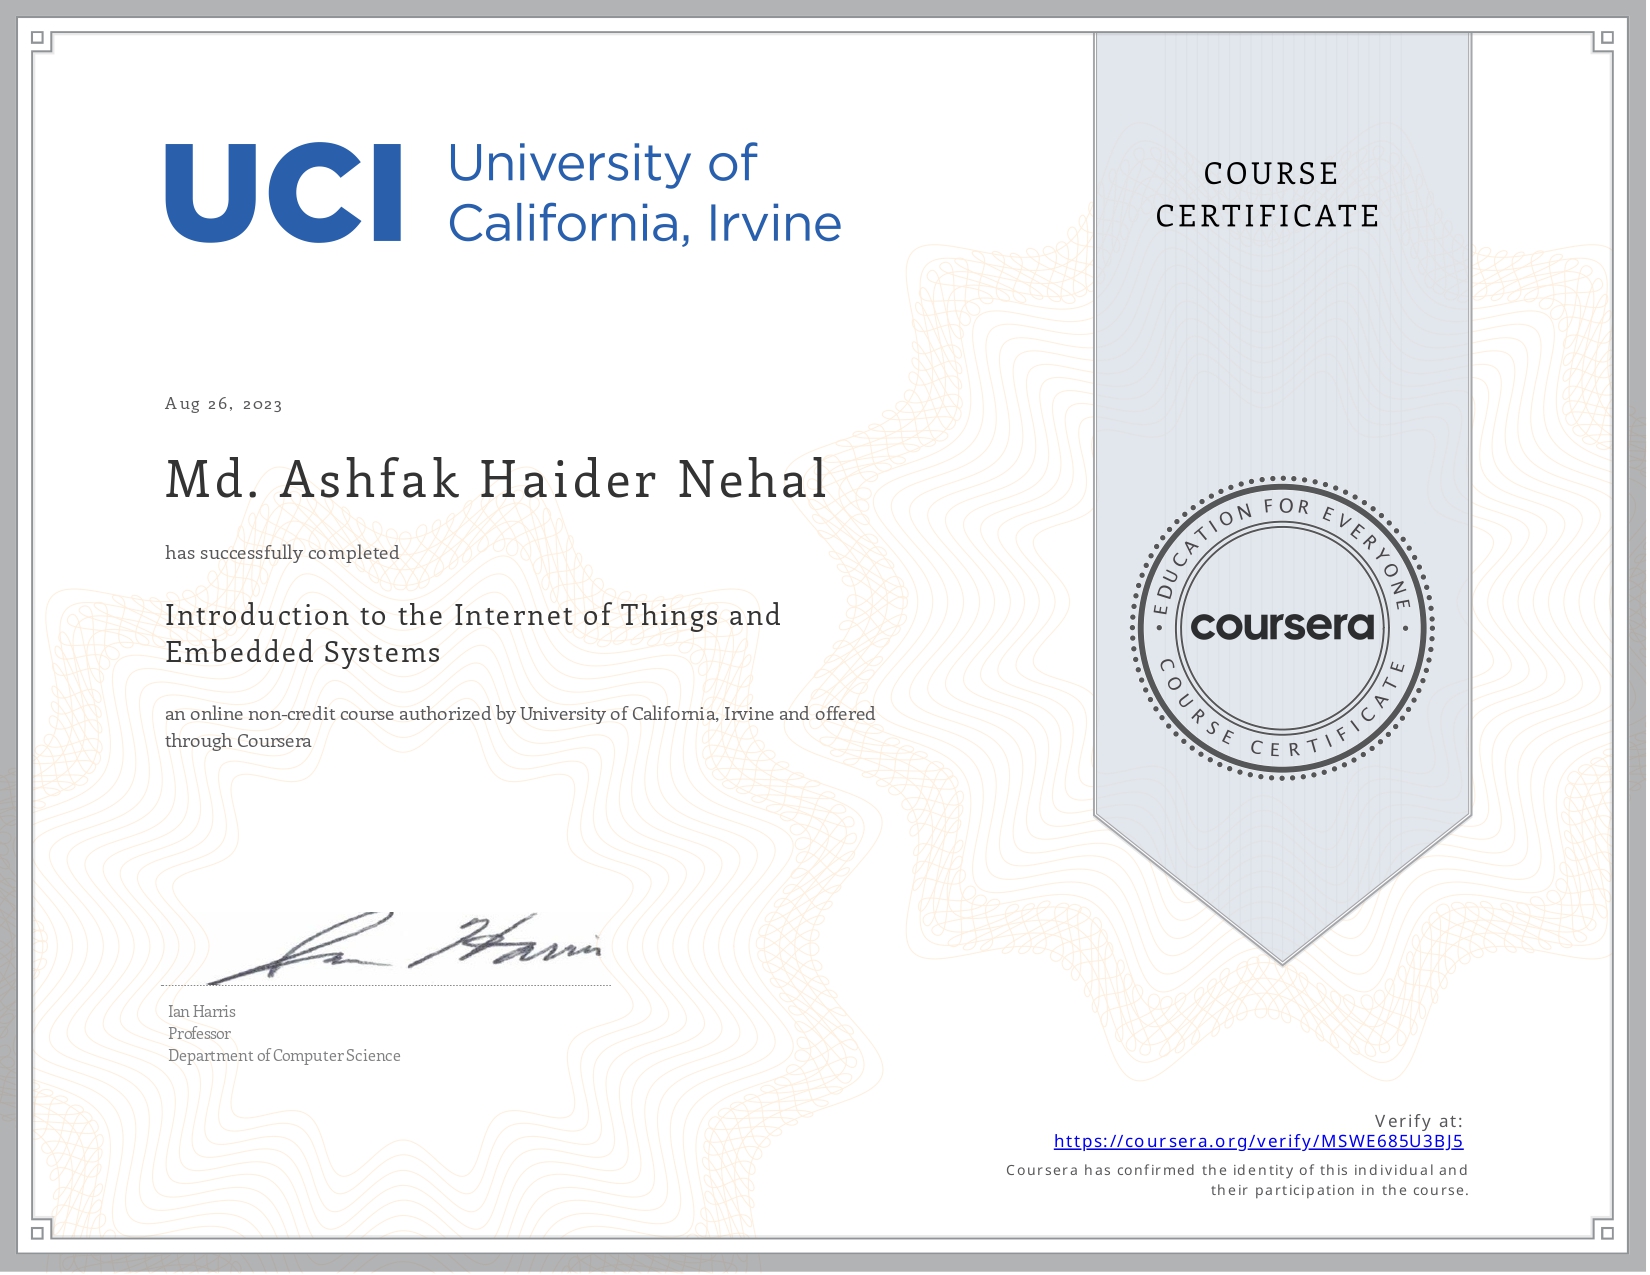 UCI University of
California, Irvine
COURSE
CERTIFICATE
Aug 26, 2023
Md. Ashfak Haider Nehal
has successfully completed
Introduction to the Internet of Things and
Embedded Systems
an online non-credit course authorized by University of California, Irvine and offered
through Coursera
• EDUCATION FOR EVERYONE •
coursera
COURSE CERTIFICATE
Ian Harris
Ian Harris
Professor
Department of Computer Science
Verify at:
https://coursera.org/verify/MSWE685U3BJ5
Coursera has confirmed the identity of this individual and
their participation in the course.